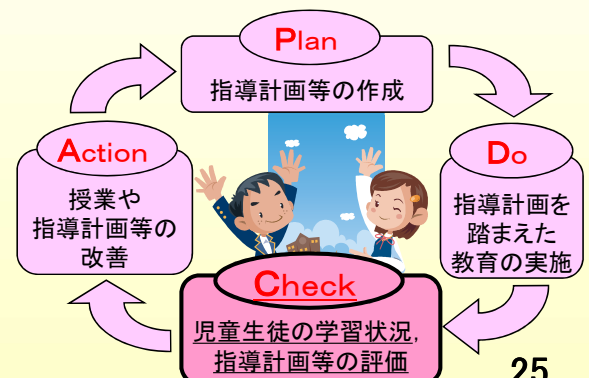 Plan
指導計画等の作成
Do
指導計画を
踏まえた
教育の実施
Check
児童生徒の学習状況,
指導計画等の評価
Action
授業や
指導計画等の
改善
25